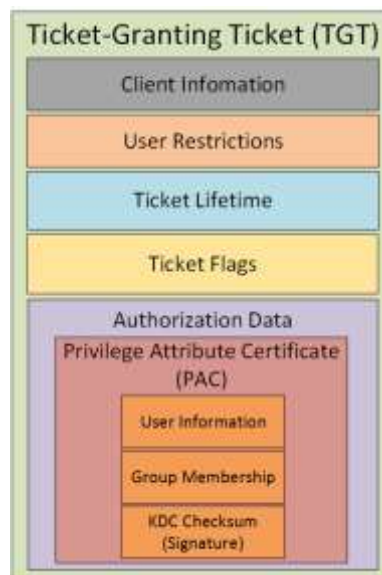 Ticket-Granting Ticket (TGT)
Client Infomation
User Restrictions
Ticket Lifetime
Ticket Flags
Authorization Data
Privilege Attribute Certificate
(PAC)
User Information
Group Membership
KDC Checksum
(Signature)